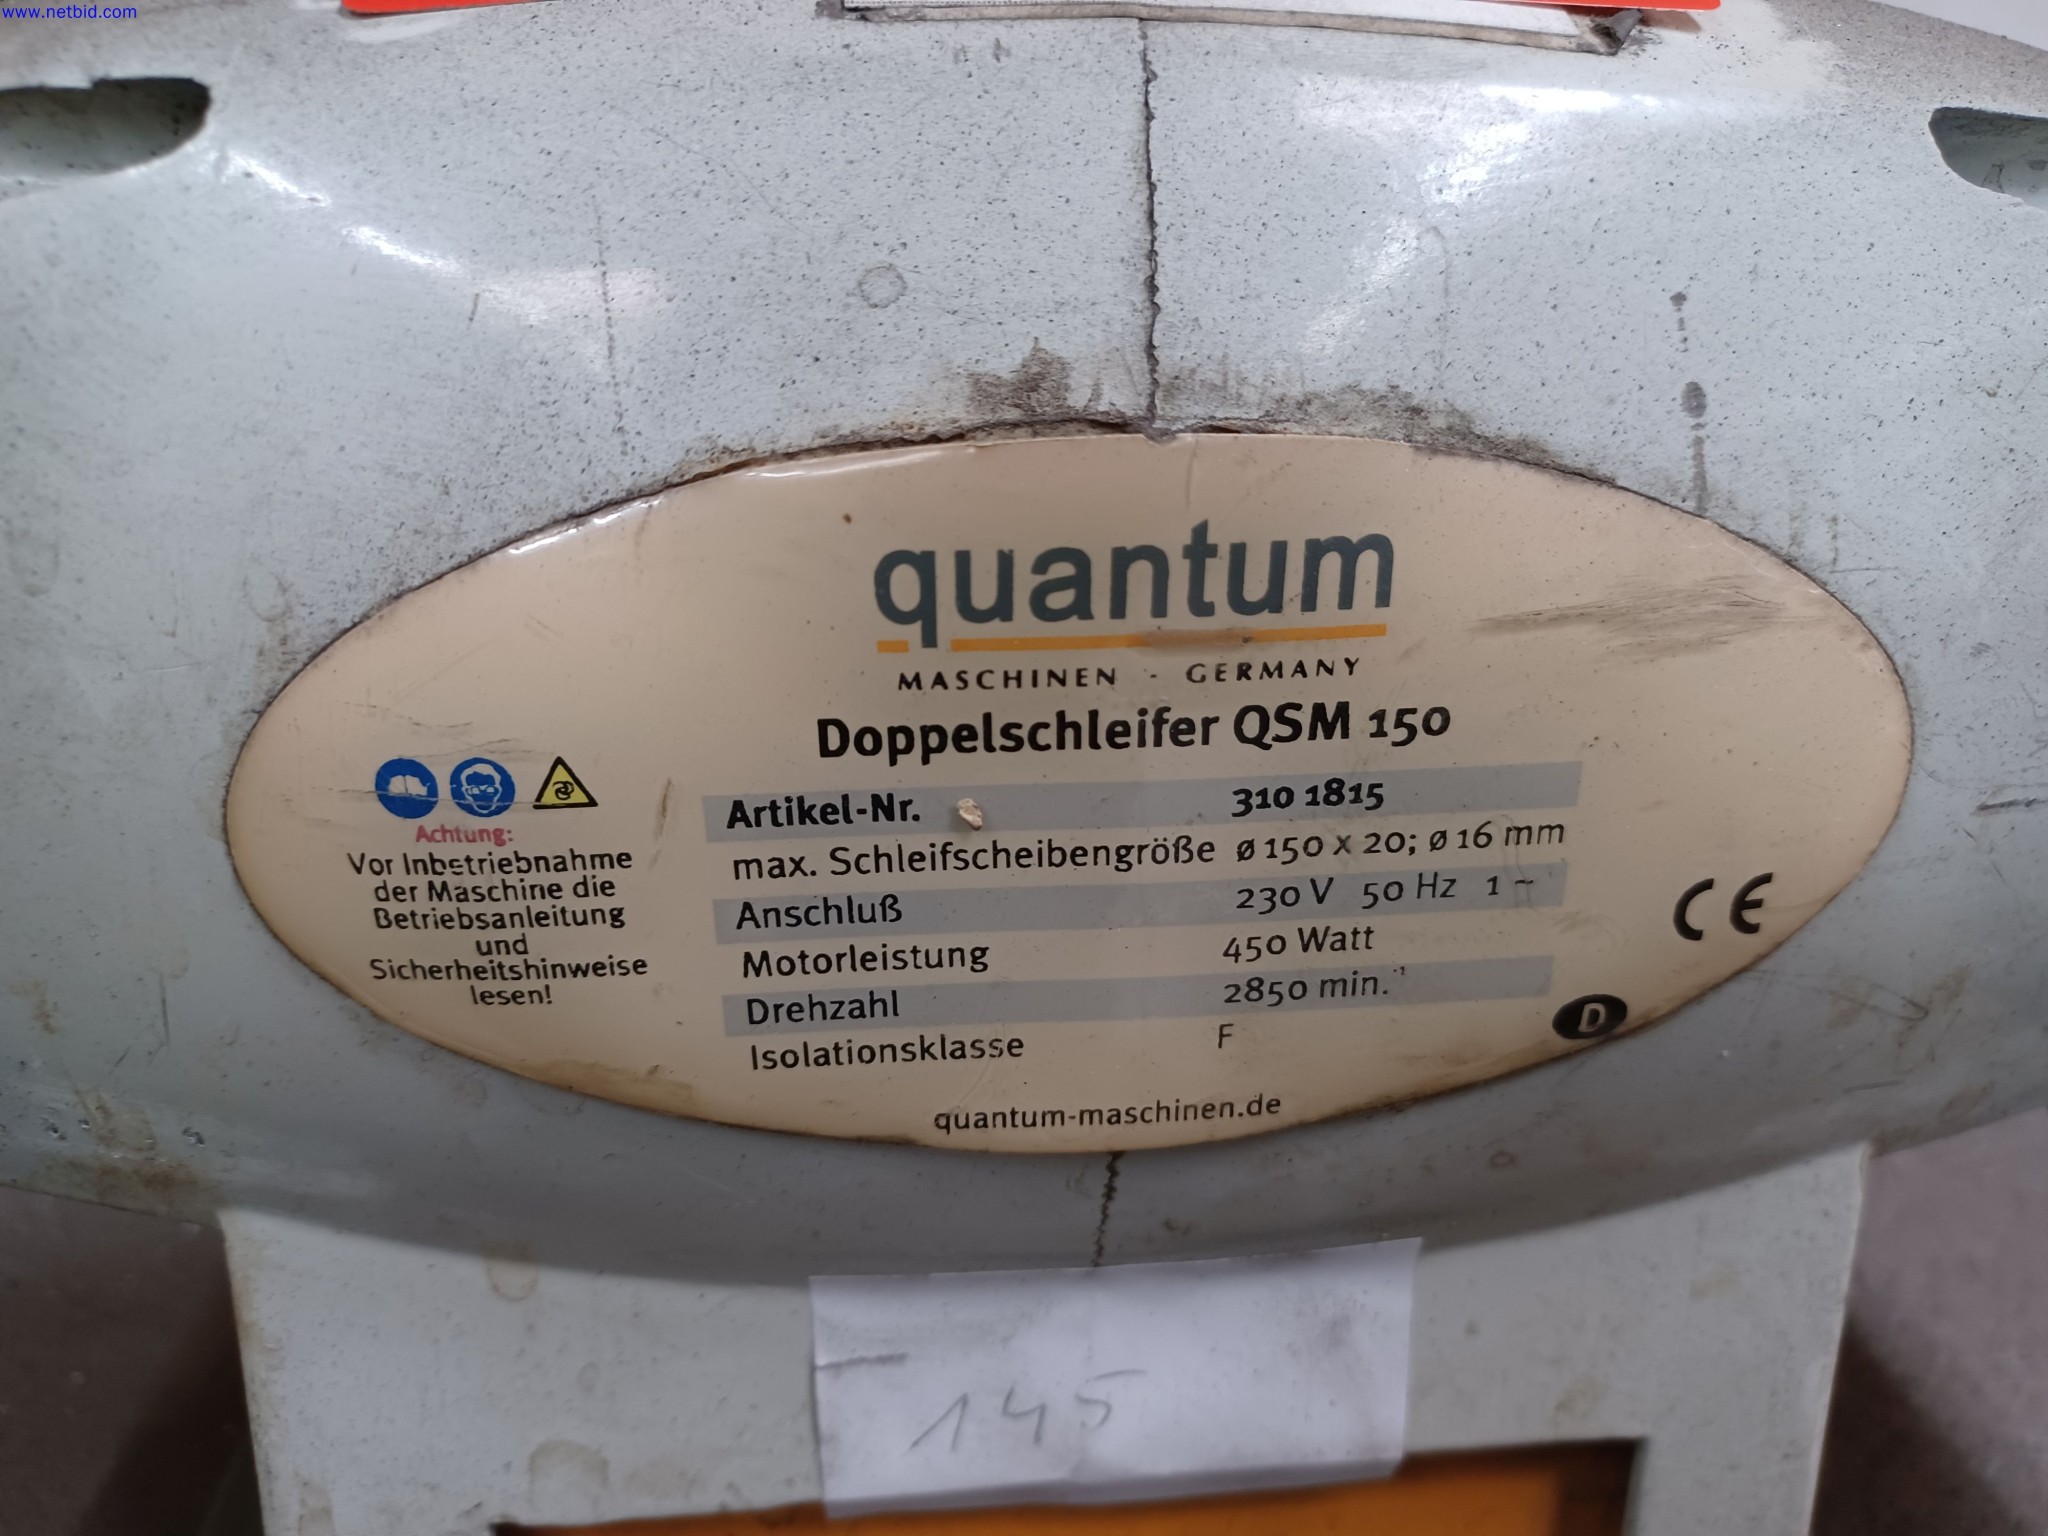 www.netbid.com
quantum
MASCHINEN - GERMANY
Doppelschleifer QSM 150
Achtung:
Vor Inbetriebnahme
der Maschine die
Betriebsanleitung
und
Sicherheitshinweise
lesen!
Artikel-Nr. 310 1815
max. Schleifscheibengröße ø 150 x 20; ø 16 mm
Anschluß 230 V 50 Hz 1 ~
Motorleistung 450 Watt
Drehzahl 2850 min.⁻¹
Isolationsklasse F
CE
D
quantum-maschinen.de
145